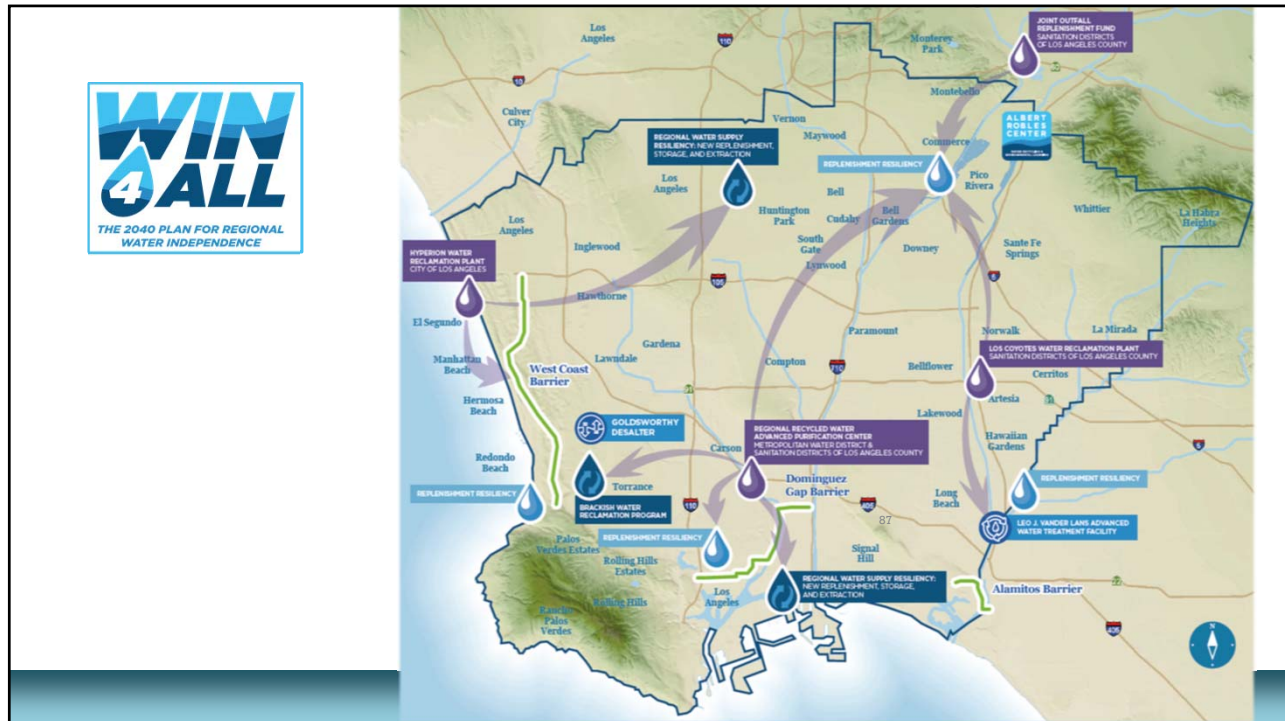 WIN
4 ALL
THE 2040 PLAN FOR REGIONAL
WATER INDEPENDENCE
Los
Angeles
110
Monterey
Park
JOINT OUTFALL
REPLENISHMENT FUND
SANITATION DISTRICTS
OF LOS ANGELES COUNTY
10
Montebello
Culver
City
Vernon
Maywood
Commerce
ALBERT
ROBLES
CENTER
REGIONAL WATER SUPPLY
RESILIENCY: NEW REPLENISHMENT,
STORAGE, AND EXTRACTION
REPLENISHMENT RESILIENCY
Los
Angeles
Bell
Pico
Rivera
Huntington
Park
Cudahy
Bell
Gardens
Whittier
La Habra
Heights
Los
Angeles
Inglewood
South
Gate
Lynwood
Downey
Sante Fe
Springs
HYPERION WATER
RECLAMATION PLANT
CITY OF LOS ANGELES
105
5
Hawthorne
El Segundo
Gardena
Paramount
Norwalk
La Mirada
Manhattan
Beach
Lawndale
Compton
710
Bellflower
LOS COYOTES WATER RECLAMATION PLANT
SANITATION DISTRICTS OF LOS ANGELES COUNTY
West Coast
Barrier
Cerritos
Hermosa
Beach
Artesia
Lakewood
GOLDSWORTHY
DESALTER
REGIONAL RECYCLED WATER
ADVANCED PURIFICATION CENTER
METROPOLITAN WATER DISTRICT &
SANITATION DISTRICTS OF LOS ANGELES COUNTY
Carson
Hawaiian
Gardens
Redondo
Beach
REPLENISHMENT RESILIENCY
Torrance
Dominguez
Gap Barrier
REPLENISHMENT RESILIENCY
BRACKISH WATER
RECLAMATION PROGRAM
110
405
87
Long
Beach
LEO J. VANDER LANS ADVANCED
WATER TREATMENT FACILITY
REPLENISHMENT RESILIENCY
Palos
Verdes Estates
Rolling Hills
Estates
Signal
Hill
REGIONAL WATER SUPPLY RESILIENCY:
NEW REPLENISHMENT, STORAGE,
AND EXTRACTION
Rolling Hills
Los
Angeles
Alamitos Barrier
Rancho
Palos
Verdes
405
N